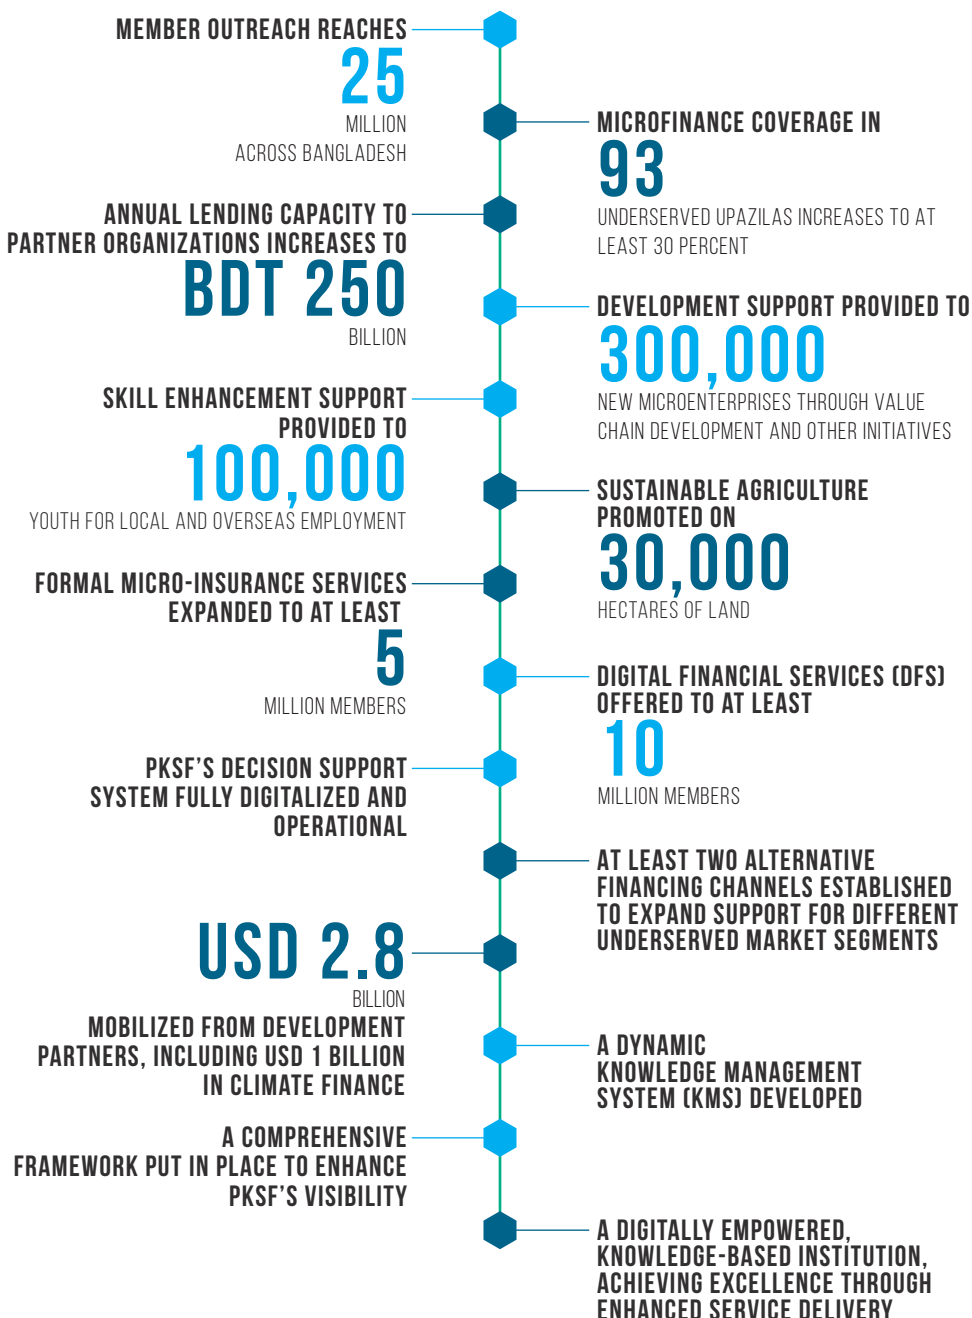 MEMBER OUTREACH REACHES
25
MILLION
ACROSS BANGLADESH
MICROFINANCE COVERAGE IN
93
UNDERSERVED UPAZILAS INCREASES TO AT
LEAST 30 PERCENT
ANNUAL LENDING CAPACITY TO
PARTNER ORGANIZATIONS INCREASES TO
BDT 250
BILLION
DEVELOPMENT SUPPORT PROVIDED TO
300,000
NEW MICROENTERPRISES THROUGH VALUE
CHAIN DEVELOPMENT AND OTHER INITIATIVES
SKILL ENHANCEMENT SUPPORT
PROVIDED TO
100,000
YOUTH FOR LOCAL AND OVERSEAS EMPLOYMENT
SUSTAINABLE AGRICULTURE
PROMOTED ON
30,000
HECTARES OF LAND
FORMAL MICRO-INSURANCE SERVICES
EXPANDED TO AT LEAST
5
MILLION MEMBERS
DIGITAL FINANCIAL SERVICES (DFS)
OFFERED TO AT LEAST
10
MILLION MEMBERS
PKSF'S DECISION SUPPORT
SYSTEM FULLY DIGITALIZED AND
OPERATIONAL
AT LEAST TWO ALTERNATIVE
FINANCING CHANNELS ESTABLISHED
TO EXPAND SUPPORT FOR DIFFERENT
UNDERSERVED MARKET SEGMENTS
USD 2.8
BILLION
MOBILIZED FROM DEVELOPMENT
PARTNERS, INCLUDING USD 1 BILLION
IN CLIMATE FINANCE
A DYNAMIC
KNOWLEDGE MANAGEMENT
SYSTEM (KMS) DEVELOPED
A COMPREHENSIVE
FRAMEWORK PUT IN PLACE TO ENHANCE
PKSF'S VISIBILITY
A DIGITALLY EMPOWERED,
KNOWLEDGE-BASED INSTITUTION,
ACHIEVING EXCELLENCE THROUGH
ENHANCED SERVICE DELIVERY